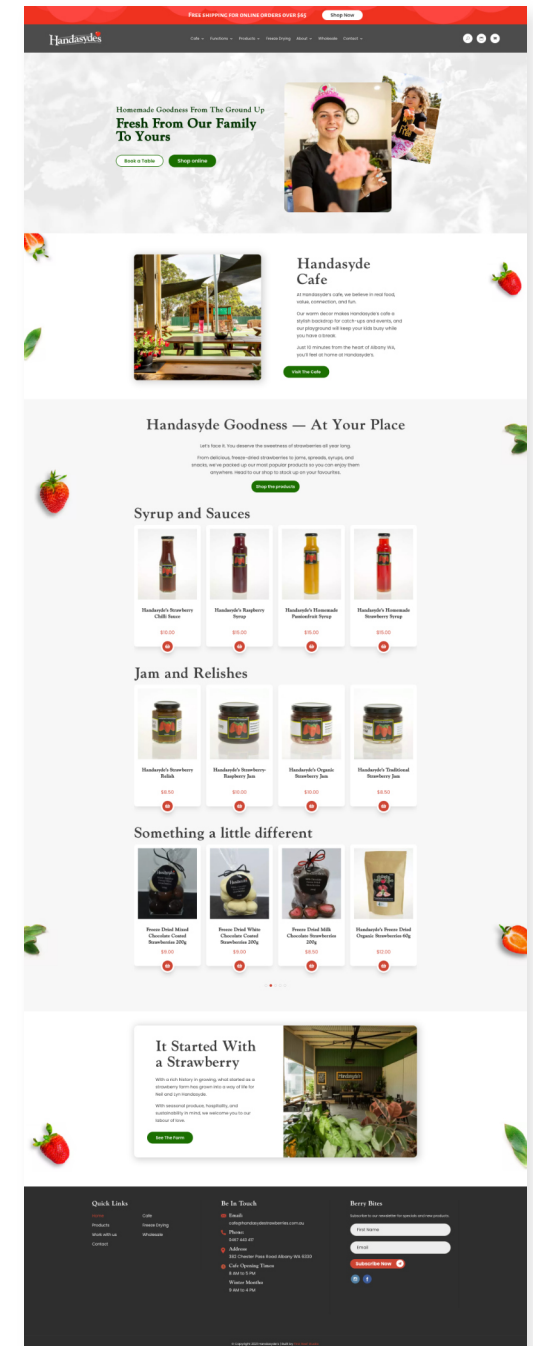 FREE SHIPPING FOR ONLINE ORDERS OVER $65
Shop Now
Handasyde's
Cafe
Functions
Products
Freeze Drying
About
Wholesale
Contact
Homemade Goodness From The Ground Up
Fresh From Our Family
To Yours
Book a Table
Shop online
Handasyde
Cafe
At Handasyde's cafe, we believe in real food,
value, connection, and fun.
Our warm decor makes Handasyde's cafe a
stylish backdrop for catch-ups and events, and
our playground will keep your kids busy while
you have a break.
Just 10 minutes from the heart of Albany WA,
you'll feel at home at Handasyde's.
Visit The Cafe
Handasyde Goodness — At Your Place
Let's face it. You deserve the sweetness of strawberries all year long.
From delicious, freeze-dried strawberries to jams, spreads, syrups, and
snacks, we've packed up our most popular products so you can enjoy them
anywhere. Head to our shop to stock up on your favourites.
Shop the products
Syrup and Sauces
Handasyde's Strawberry
Chilli Sauce
$10.00
Handasyde's Raspberry
Syrup
$15.00
Handasyde's Homemade
Passionfruit Syrup
$15.00
Handasyde's Homemade
Strawberry Syrup
$15.00
Jam and Relishes
Handasyde's Strawberry
Relish
$8.50
Handasyde's Strawberry-
Raspberry Jam
$10.00
Handasyde's Organic
Strawberry Jam
$10.00
Handasyde's Traditional
Strawberry Jam
$8.50
Something a little different
Freeze Dried Mixed
Chocolate Coated
Strawberries 200g
$9.00
Freeze Dried White
Chocolate Coated
Strawberries 200g
$9.00
Freeze Dried Milk
Chocolate Strawberries
200g
$8.50
Handasyde's Freeze Dried
Organic Strawberries 60g
$12.00
It Started With
a Strawberry
With a rich history in growing, what started as a
strawberry farm has grown into a way of life for
Neil and Lyn Handasyde.
With seasonal produce, hospitality, and
sustainability in mind, we welcome you to our
labour of love.
See The Farm
Handasyde's
Quick Links
Home
Cafe
Products
Freeze Drying
Work with us
Wholesale
Contact
Be In Touch
Email:
cafe@handasydestrawberries.com.au
Phone:
Address
382 Chester Pass Road Albany WA 6330
Cafe Opening Times
8 AM to 5 PM
Winter Months
9 AM to 4 PM
Berry Bites
Subscribe to our newsletter for specials and new products.
First Name
Email
Subscribe Now